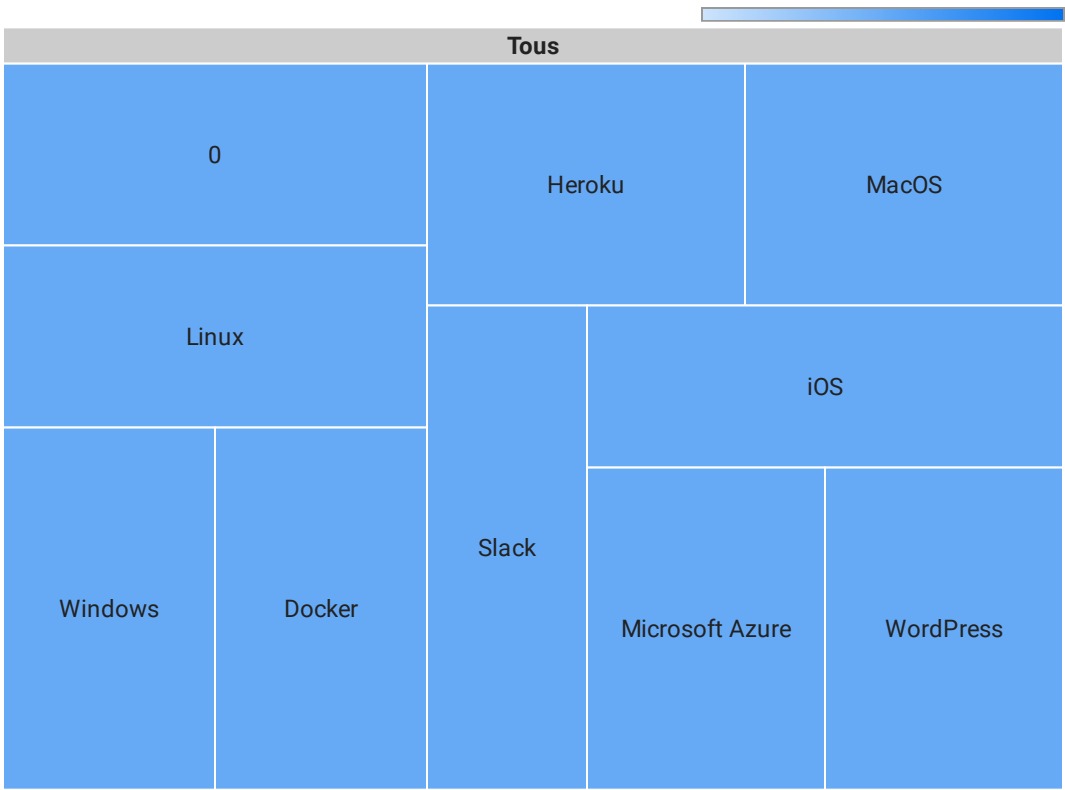 Tous
0
Heroku
MacOS
Linux
iOS
Slack
Windows
Docker
Microsoft Azure
WordPress